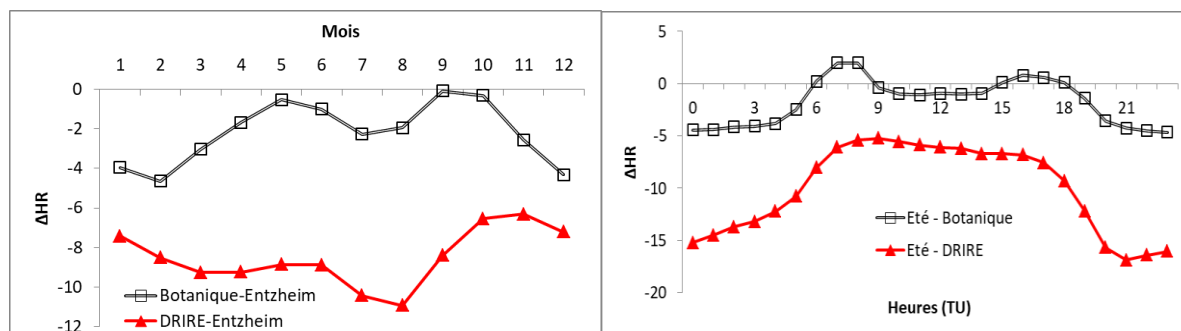 Mois
1 2 3 4 5 6 7 8 9 10 11 12
0
-2
-4
-6
-8
-10
-12
ΔHR
Botanique-Entzheim
DRIRE-Entzheim
5
0
-5
-10
-15
-20
0 3 6 9 12 15 18 21
ΔHR
Eté - Botanique
Eté - DRIRE
Heures (TU)